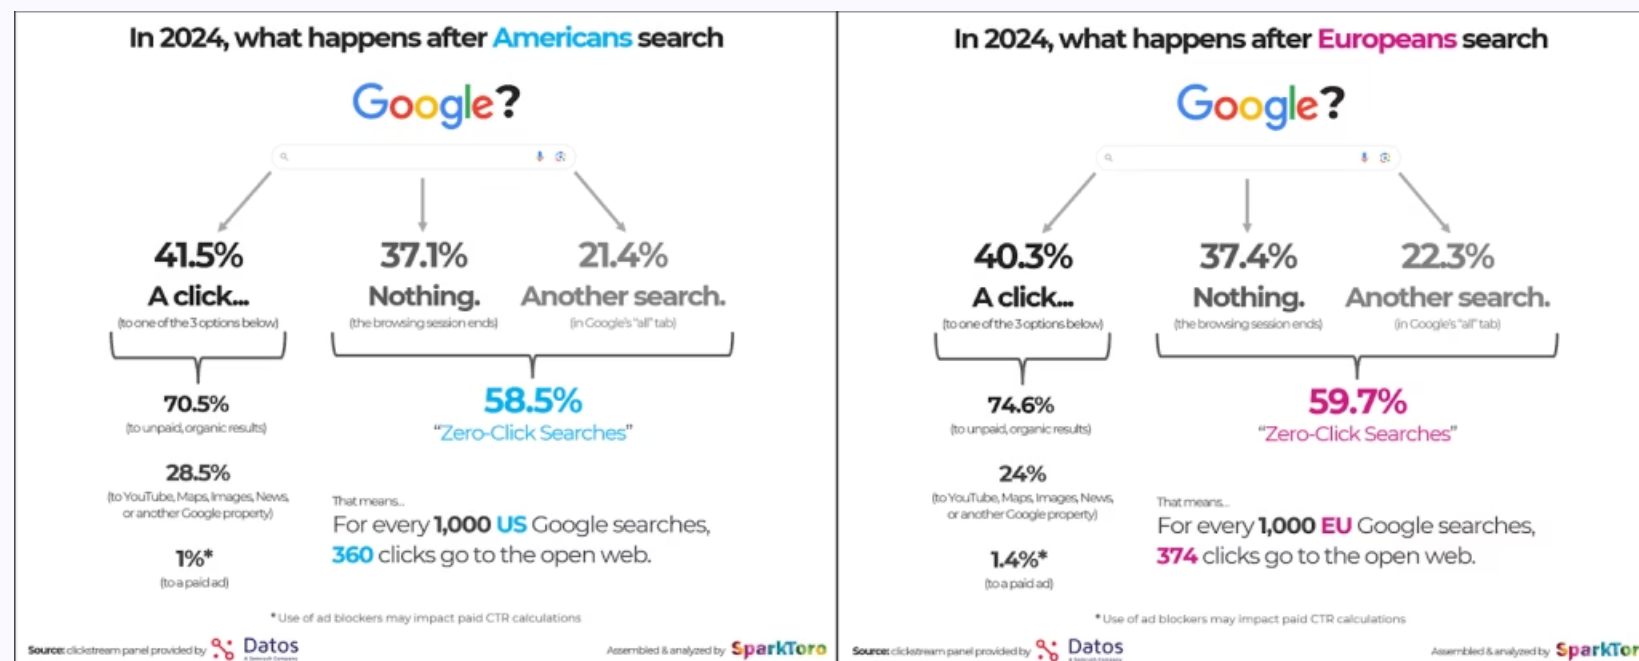 In 2024, what happens after Americans search
Google?
41.5%
A click...
(to one of the 3 options below)
37.1%
Nothing.
(the browsing session ends)
21.4%
Another search.
(in Google's "all" tab)
70.5%
(to unpaid, organic results)
28.5%
(to YouTube, Maps, Images, News,
or another Google property)
1%*
(to a paid ad)
58.5%
"Zero-Click Searches"
That means...
For every 1,000 US Google searches,
360 clicks go to the open web.
* Use of ad blockers may impact paid CTR calculations
Source: clickstream panel provided by Datos
A Semrush Company
Assembled & analyzed by SparkToro
In 2024, what happens after Europeans search
Google?
40.3%
A click...
(to one of the 3 options below)
37.4%
Nothing.
(the browsing session ends)
22.3%
Another search.
(in Google's "all" tab)
74.6%
(to unpaid, organic results)
24%
(to YouTube, Maps, Images, News,
or another Google property)
1.4%*
(to a paid ad)
59.7%
"Zero-Click Searches"
That means...
For every 1,000 EU Google searches,
374 clicks go to the open web.
* Use of ad blockers may impact paid CTR calculations
Source: clickstream panel provided by Datos
A Semrush Company
Assembled & analyzed by SparkTor